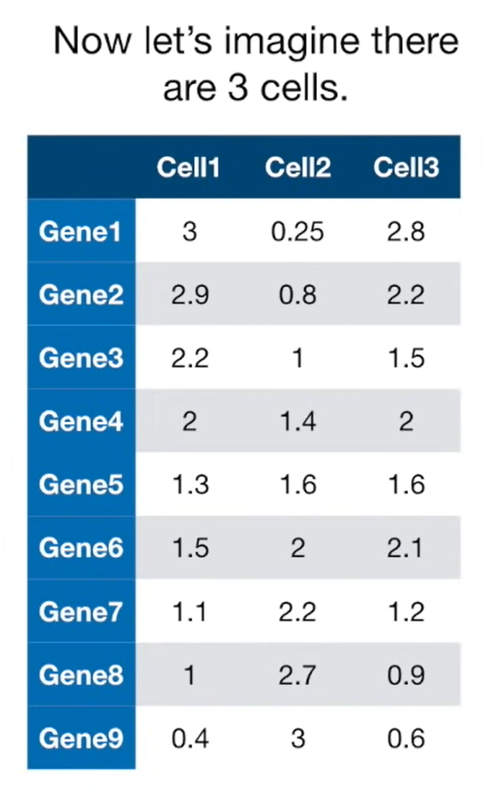 Now let's imagine there
are 3 cells.
Cell1 Cell2 Cell3
Gene1 3 0.25 2.8
Gene2 2.9 0.8 2.2
Gene3 2.2 1 1.5
Gene4 2 1.4 2
Gene5 1.3 1.6 1.6
Gene6 1.5 2 2.1
Gene7 1.1 2.2 1.2
Gene8 1 2.7 0.9
Gene9 0.4 3 0.6